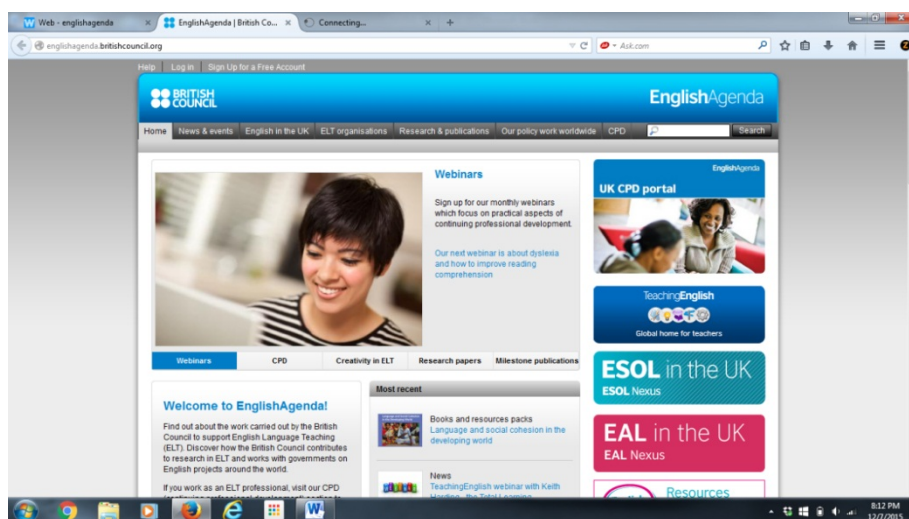 Web - englishagenda
EnglishAgenda | British Co...
Connecting...
englishagenda.britishcouncil.org
Ask.com
Help
Log in
Sign Up for a Free Account
BRITISH
COUNCIL
EnglishAgenda
Home
News & events
English in the UK
ELT organisations
Research & publications
Our policy work worldwide
CPD
Search
Webinars
Sign up for our monthly webinars
which focus on practical aspects of
continuing professional development.
Our next webinar is about dyslexia
and how to improve reading
comprehension
Webinars
CPD
Creativity in ELT
Research papers
Milestone publications
Welcome to EnglishAgenda!
Find out about the work carried out by the British
Council to support English Language Teaching
(ELT). Discover how the British Council contributes
to research in ELT and works with governments on
English projects around the world.
If you work as an ELT professional, visit our CPD
Most recent
Books and resources packs
Language and social cohesion in the
developing world
News
TeachingEnglish webinar with Keith
EnglishAgenda
UK CPD portal
TeachingEnglish
Global home for teachers
ESOL in the UK
ESOL Nexus
EAL in the UK
EAL Nexus
Resources
8:12 PM
12/7/2015